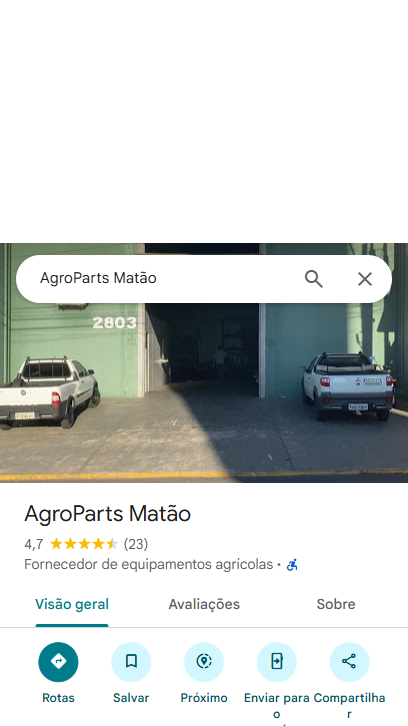 AgroParts Matão
2803
AgroParts Matão
4,7 (23)
Fornecedor de equipamentos agrícolas ·
Visão geral Avaliações Sobre
Rotas Salvar Próximo Enviar para o Compartilhar